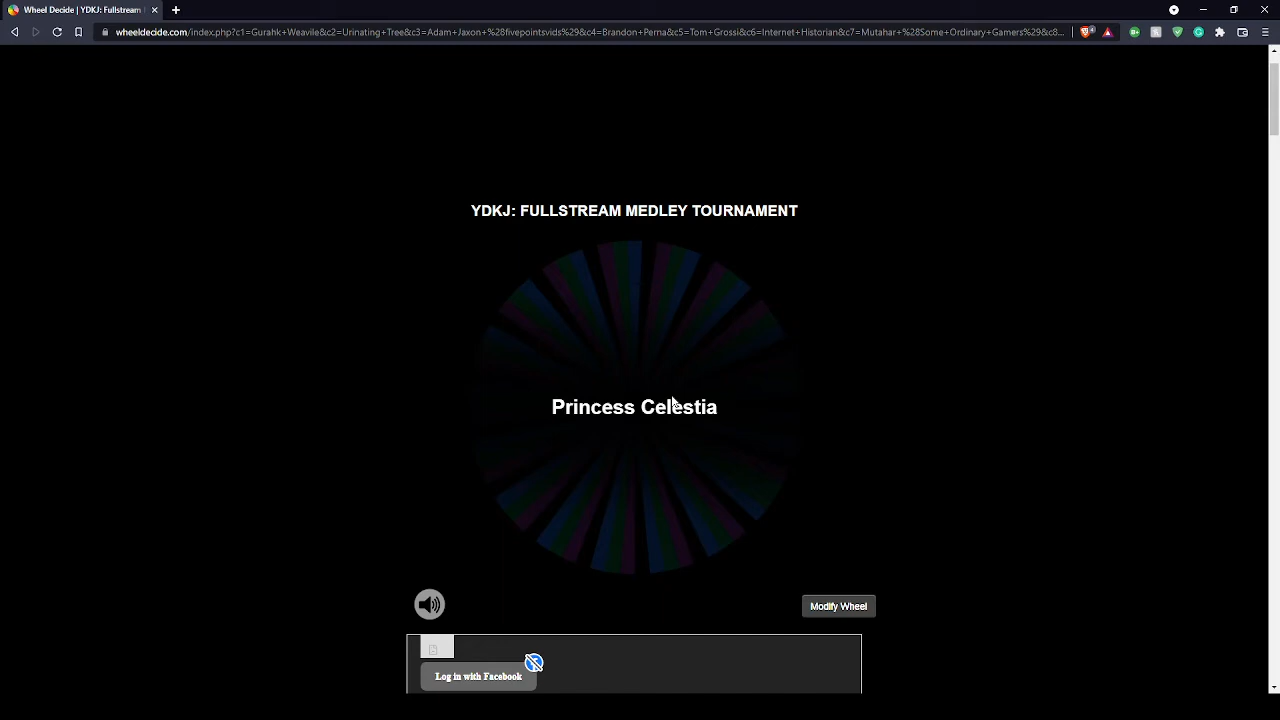 Wheel Decide | YDKJ: Fullstream
wheeldecide.com/index.php?c1=Gurahk+Weavile&c2=Urinating+Tree&c3=Adam+Jaxon+%28fivepointsvids%29&c4=Brandon+Perna&c5=Tom+Grossi&c6=Internet+Historian&c7=Mutahar+%28Some+Ordinary+Gamers%29&c8...
YDKJ: FULLSTREAM MEDLEY TOURNAMENT
Princess Celestia
Modify Wheel
Log in with Facebook